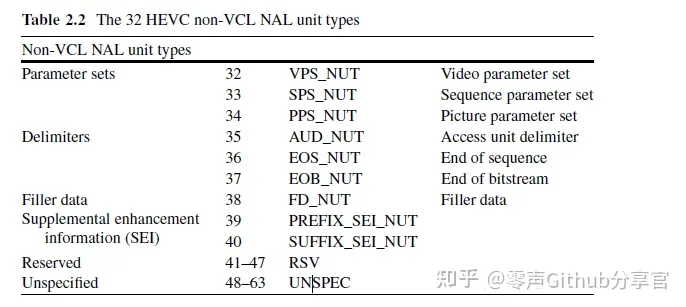 Table 2.2 The 32 HEVC non-VCL NAL unit types
Non-VCL NAL unit types
Parameter sets 32 VPS_NUT Video parameter set
33 SPS_NUT Sequence parameter set
34 PPS_NUT Picture parameter set
Delimiters 35 AUD_NUT Access unit delimiter
36 EOS_NUT End of sequence
37 EOB_NUT End of bitstream
Filler data 38 FD_NUT Filler data
Supplemental enhancement 39 PREFIX_SEI_NUT
information (SEI) 40 SUFFIX_SEI_NUT
Reserved 41–47 RSV
Unspecified 48–63 UNSPEC
知乎 @零声Github分享官